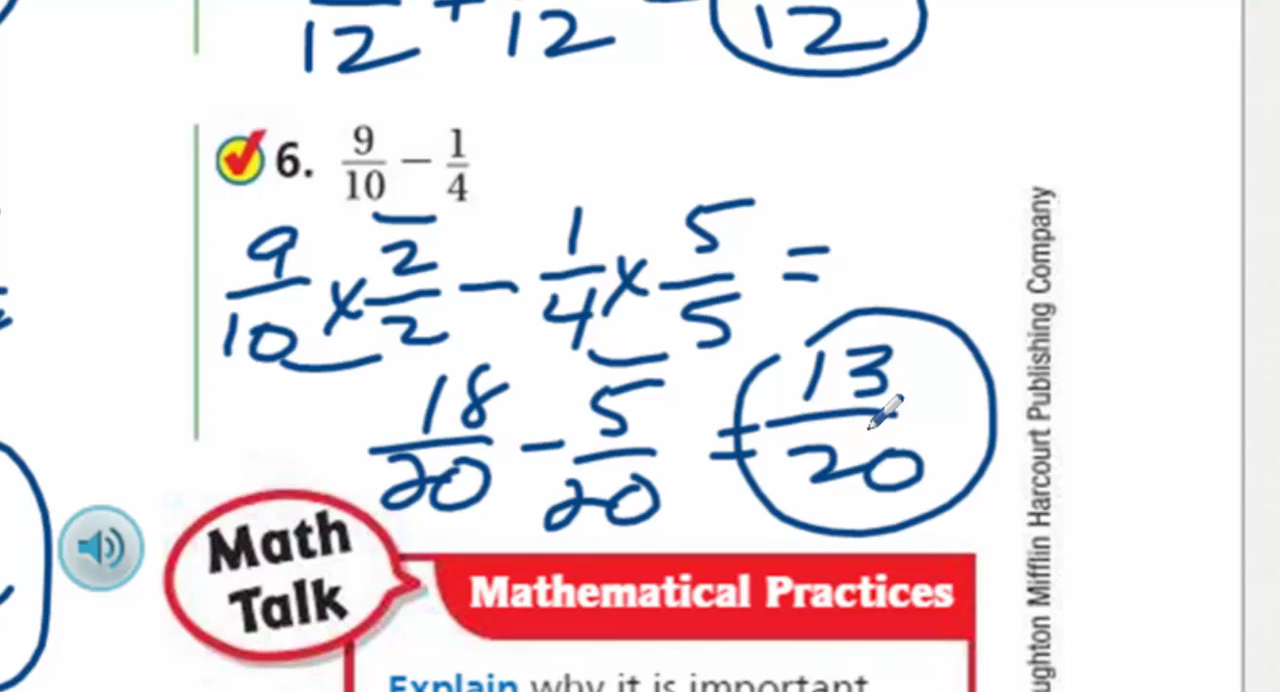 12 + 12 12
6. 9/10 − 1/4
9/10 x 2/2 − 1/4 x 5/5 =
18/20 − 5/20 = 13/20
Math
Talk
Mathematical Practices
Explain why it is important
ughton Mifflin Harcourt Publishing Company